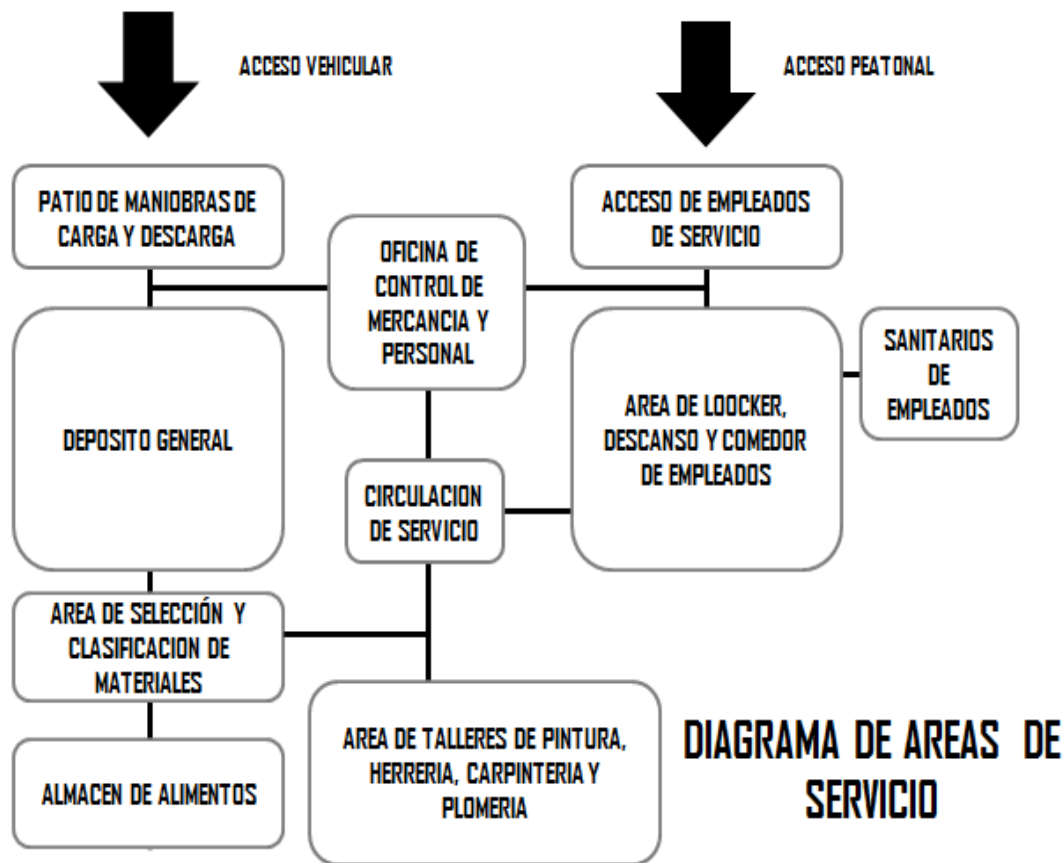 ACCESO VEHICULAR
ACCESO PEATONAL
PATIO DE MANIOBRAS DE
CARGA Y DESCARGA
ACCESO DE EMPLEADOS
DE SERVICIO
OFICINA DE
CONTROL DE
MERCANCIA Y
PERSONAL
DEPOSITO GENERAL
AREA DE LOOCKER,
DESCANSO Y COMEDOR
DE EMPLEADOS
SANITARIOS
DE
EMPLEADOS
CIRCULACION
DE SERVICIO
AREA DE SELECCIÓN Y
CLASIFICACION DE
MATERIALES
AREA DE TALLERES DE PINTURA,
HERRERIA, CARPINTERIA Y
PLOMERIA
ALMACEN DE ALIMENTOS
DIAGRAMA DE AREAS DE
SERVICIO